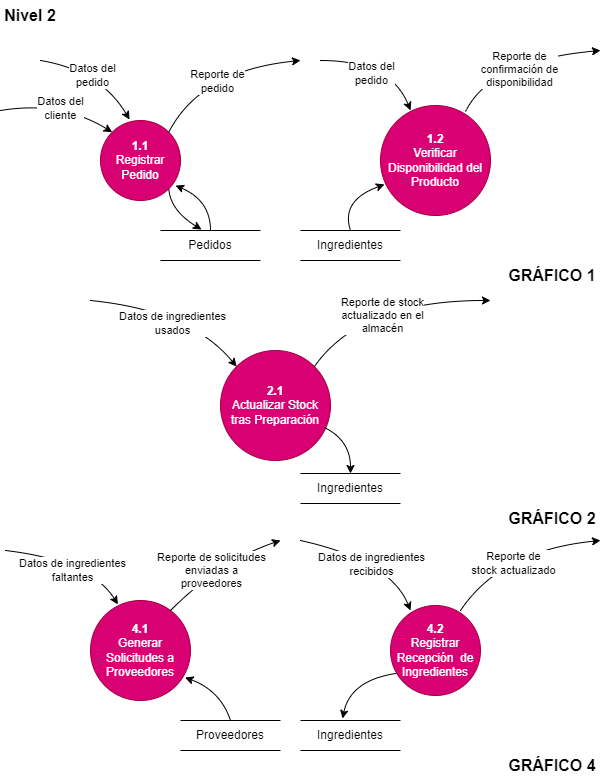 Nivel 2
Datos del
pedido
Datos del
cliente
Reporte de
pedido
1.1
Registrar
Pedido
Pedidos
Datos del
pedido
Reporte de
confirmación de
disponibilidad
1.2
Verificar
Disponibilidad del
Producto
Ingredientes
GRÁFICO 1
Datos de ingredientes
usados
Reporte de stock
actualizado en el
almacén
2.1
Actualizar Stock
tras Preparación
Ingredientes
GRÁFICO 2
Datos de ingredientes
faltantes
Reporte de solicitudes
enviadas a
proveedores
4.1
Generar
Solicitudes a
Proveedores
Proveedores
Datos de ingredientes
recibidos
Reporte de
stock actualizado
4.2
Registrar
Recepción de
Ingredientes
Ingredientes
GRÁFICO 4